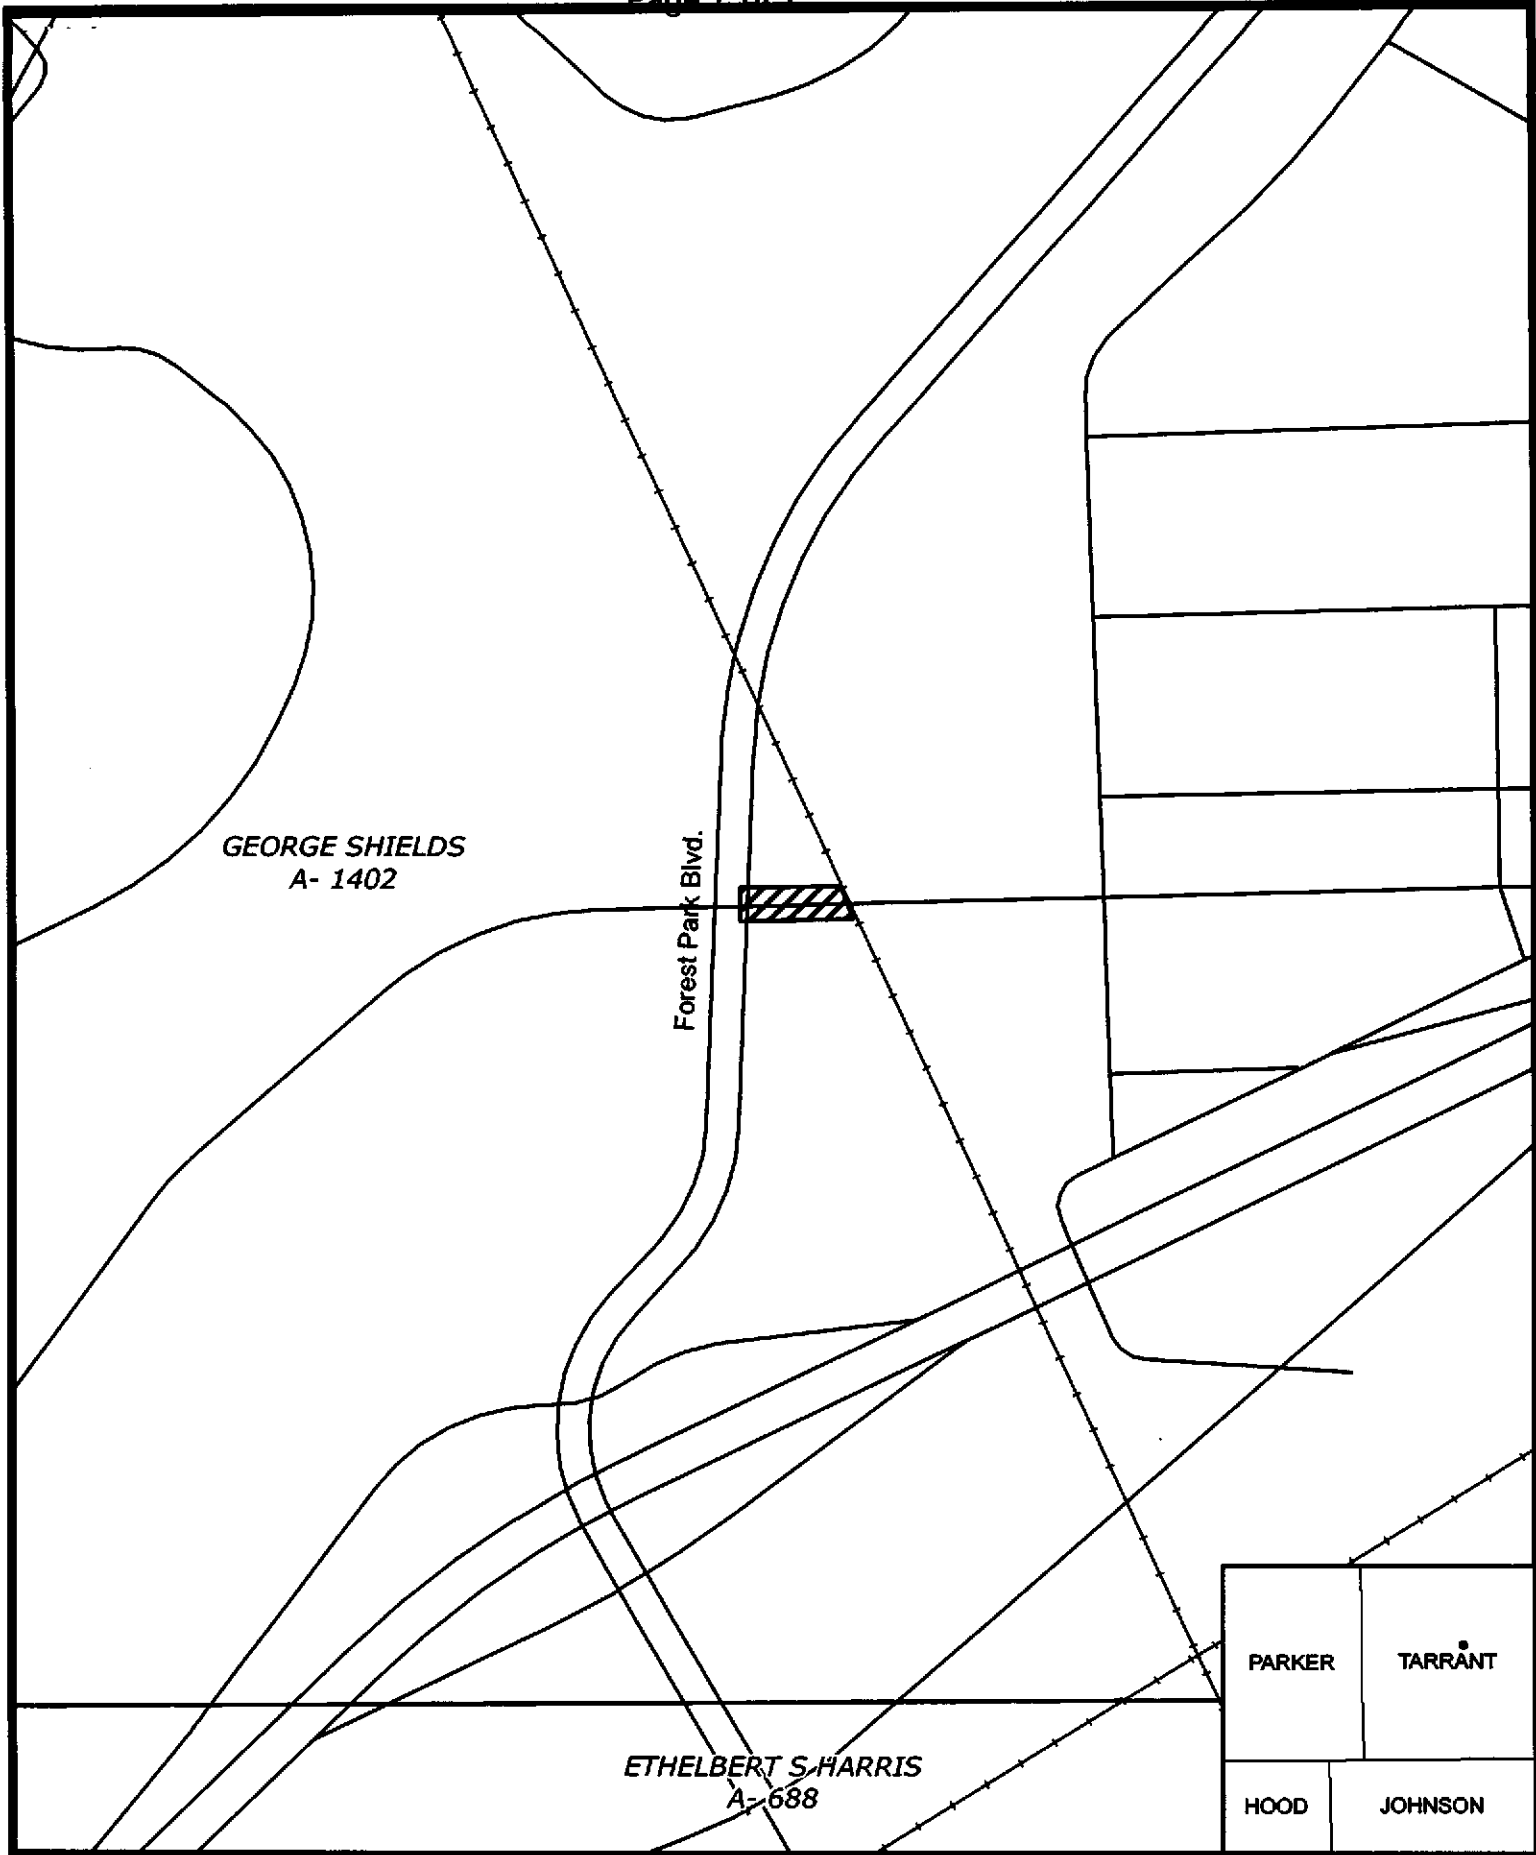 GEORGE SHIELDS
A- 1402
Forest Park Blvd.
PARKER
TARRANT
ETHELBERT S HARRIS
A- 688
HOOD
JOHNSON